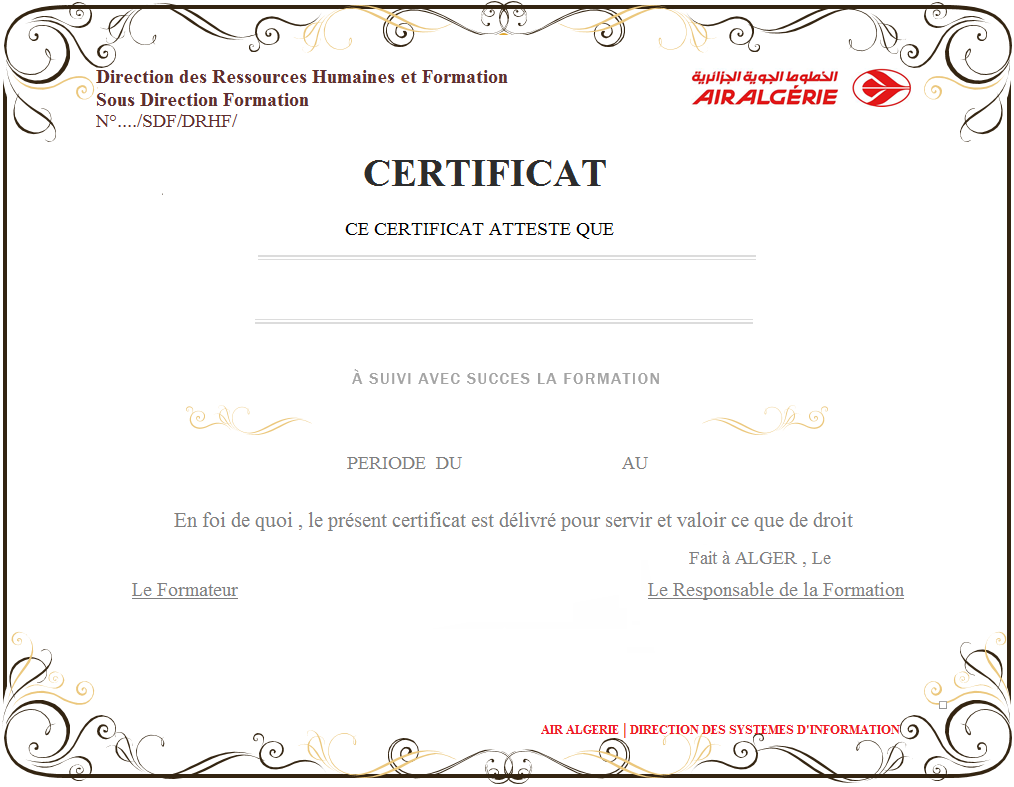 Direction des Ressources Humaines et Formation
Sous Direction Formation
N°..../SDF/DRHF/
الخطوط الجوية الجزائرية
AIR ALGÉRIE
CERTIFICAT
CE CERTIFICAT ATTESTE QUE
À SUIVI AVEC SUCCES LA FORMATION
PERIODE DU AU
En foi de quoi , le présent certificat est délivré pour servir et valoir ce que de droit
Fait à ALGER , Le
Le Formateur Le Responsable de la Formation
AIR ALGERIE | DIRECTION DES SYSTEMES D'INFORMATION